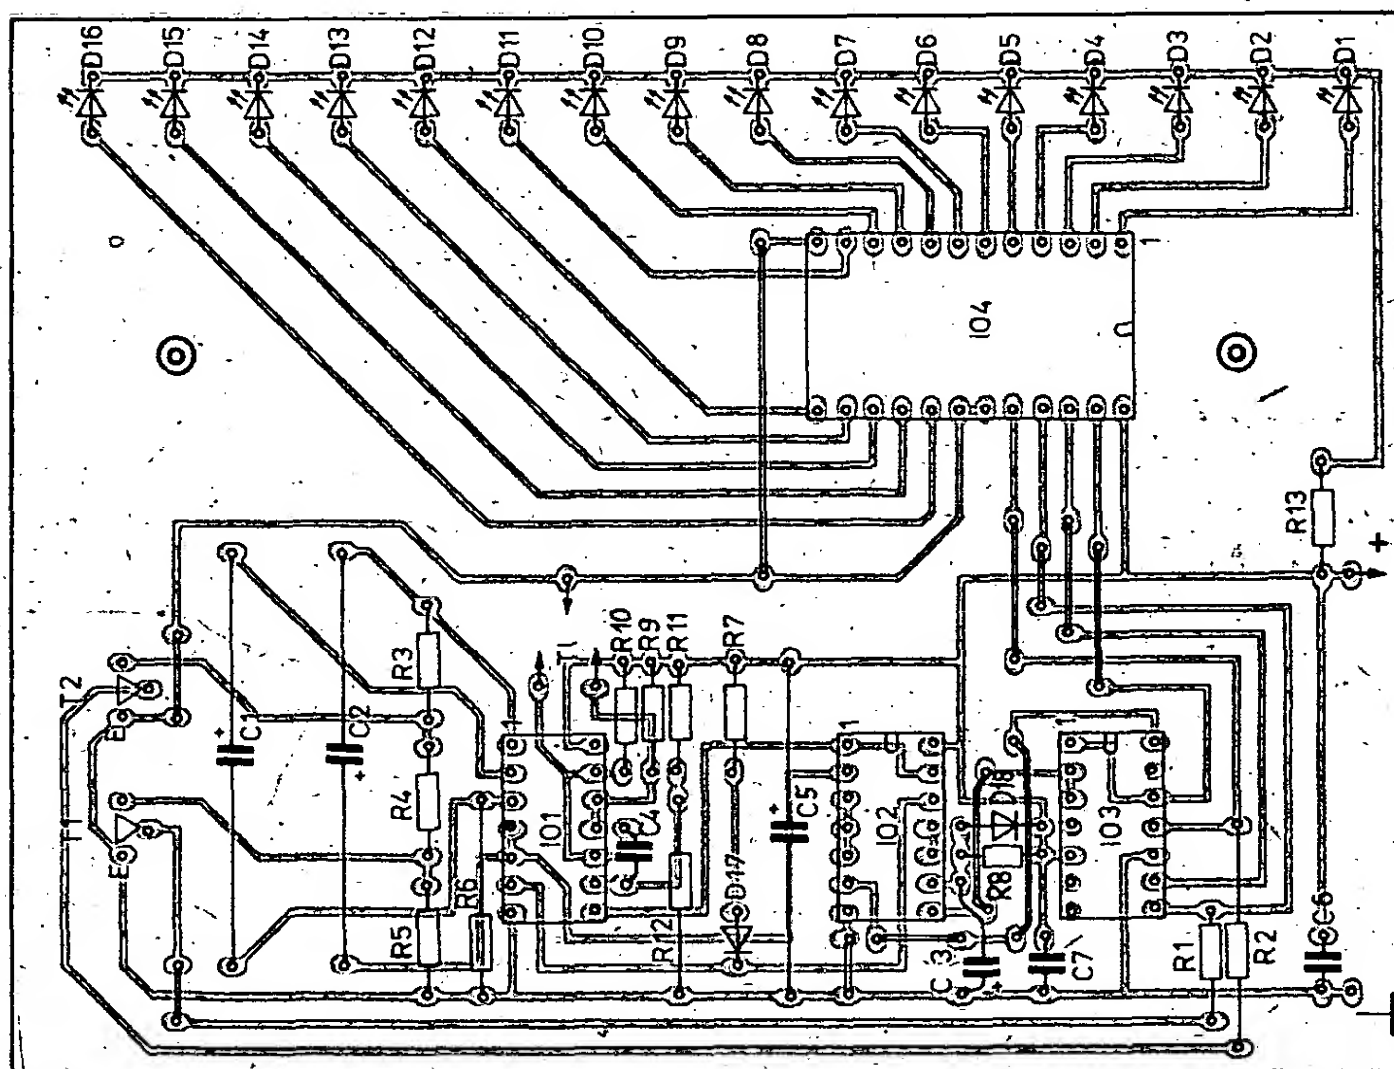 D16 D15 D14 D13 D12 D11 D10 D9 D8 D7 D6 D5 D4 D3 D2 D1
1
IO4
R13
+
T2
T1
E
E
C1
+
C2
+
R3
R4
R5
R6
1
IO1
R10
R9
R11
C4
R12
TL
R7
D17
C5
+
1
IO2
D18
R8
C3
+
C7
1
IO3
R1
R2
C6